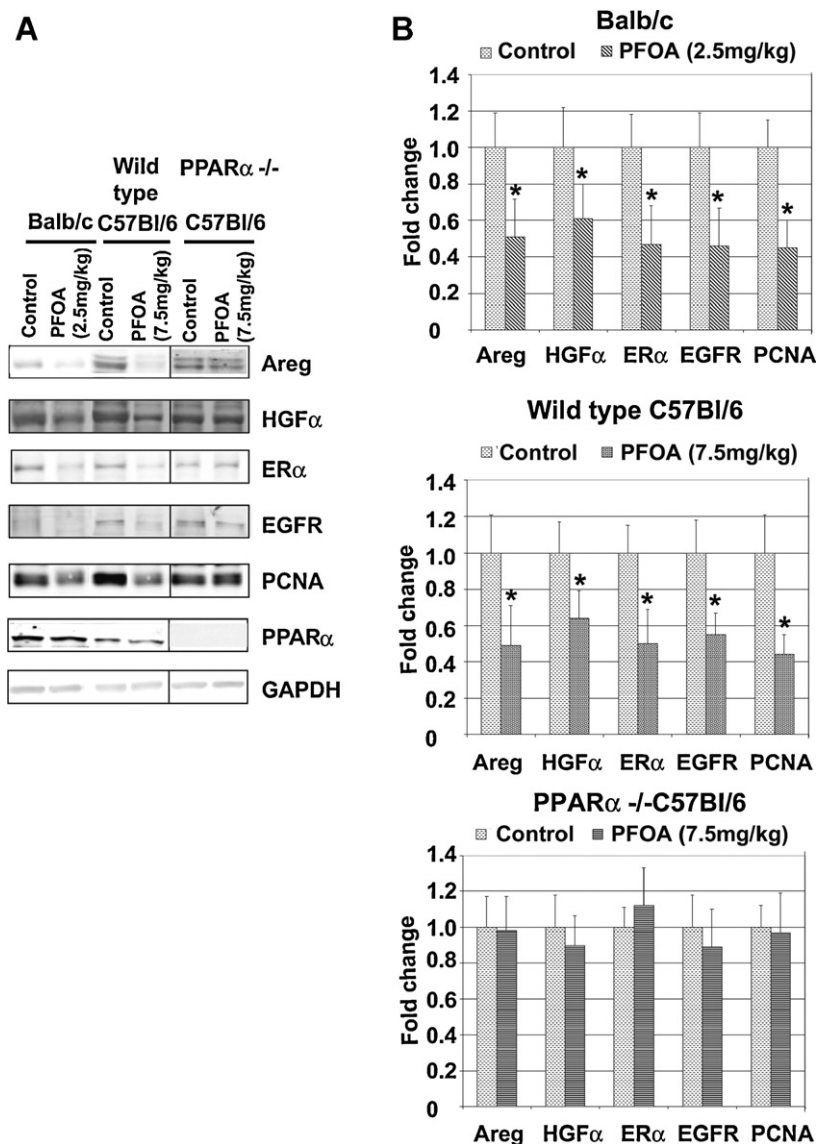 A
Wild
type
PPARα -/-
Balb/c
C57Bl/6
C57Bl/6
Control
PFOA
(2.5mg/kg)
Control
PFOA
(7.5mg/kg)
Control
PFOA
(7.5mg/kg)
Areg
HGFα
ERα
EGFR
PCNA
PPARα
GAPDH
B
Balb/c
Control PFOA (2.5mg/kg)
Fold change
1.4
1.2
1.0
0.8
0.6
0.4
0.2
0
* * * * *
Areg HGFα ERα EGFR PCNA
Wild type C57Bl/6
Control PFOA (7.5mg/kg)
Fold change
1.4
1.2
1.0
0.8
0.6
0.4
0.2
0
* * * * *
Areg HGFα ERα EGFR PCNA
PPARα -/-C57Bl/6
Control PFOA (7.5mg/kg)
Fold change
1.4
1.2
1.0
0.8
0.6
0.4
0.2
0
Areg HGFα ERα EGFR PCNA